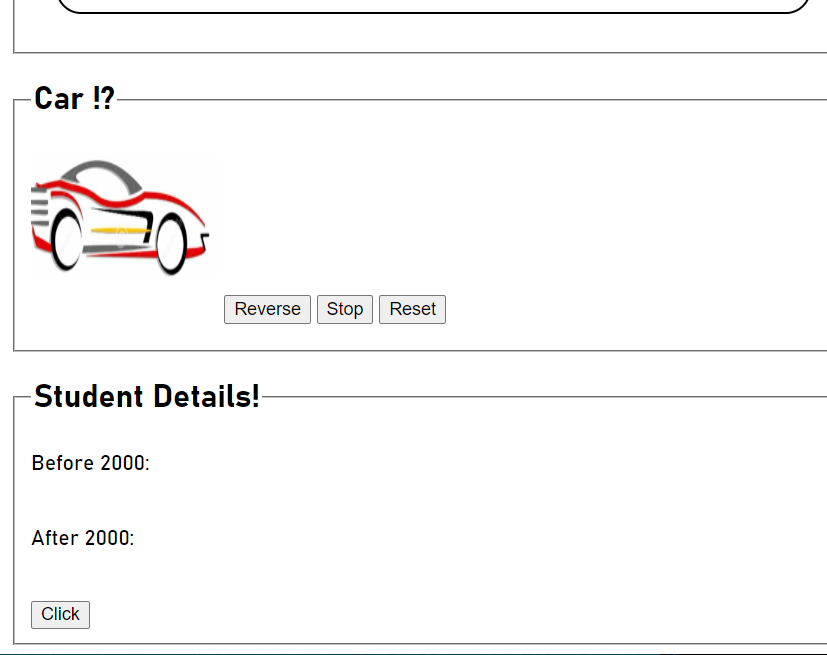 Car !?
Reverse Stop Reset
Student Details!
Before 2000:
After 2000:
Click